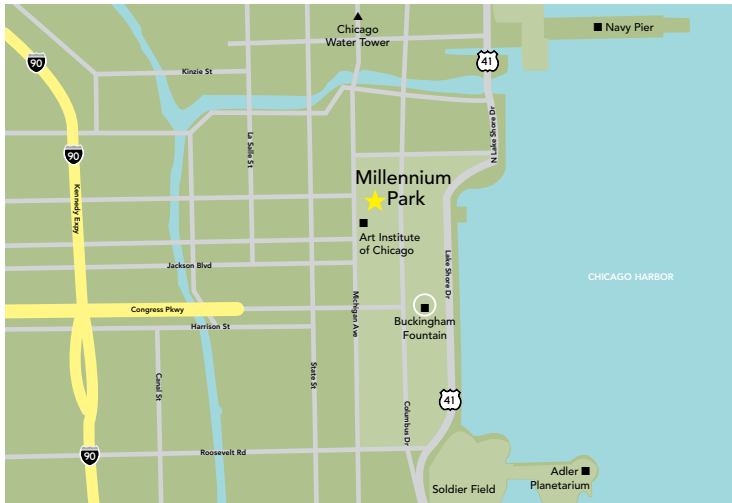 Chicago
Water Tower
Navy Pier
41
90
Kinzie St
N Lake Shore Dr
La Salle St
90
Millennium
Park
Kennedy Expy
Art Institute
of Chicago
Jackson Blvd
Lake Shore Dr
CHICAGO HARBOR
Michigan Ave
Congress Pkwy
Buckingham
Fountain
Harrison St
State St
Canal St
41
Columbus Dr
Roosevelt Rd
90
Adler
Planetarium
Soldier Field